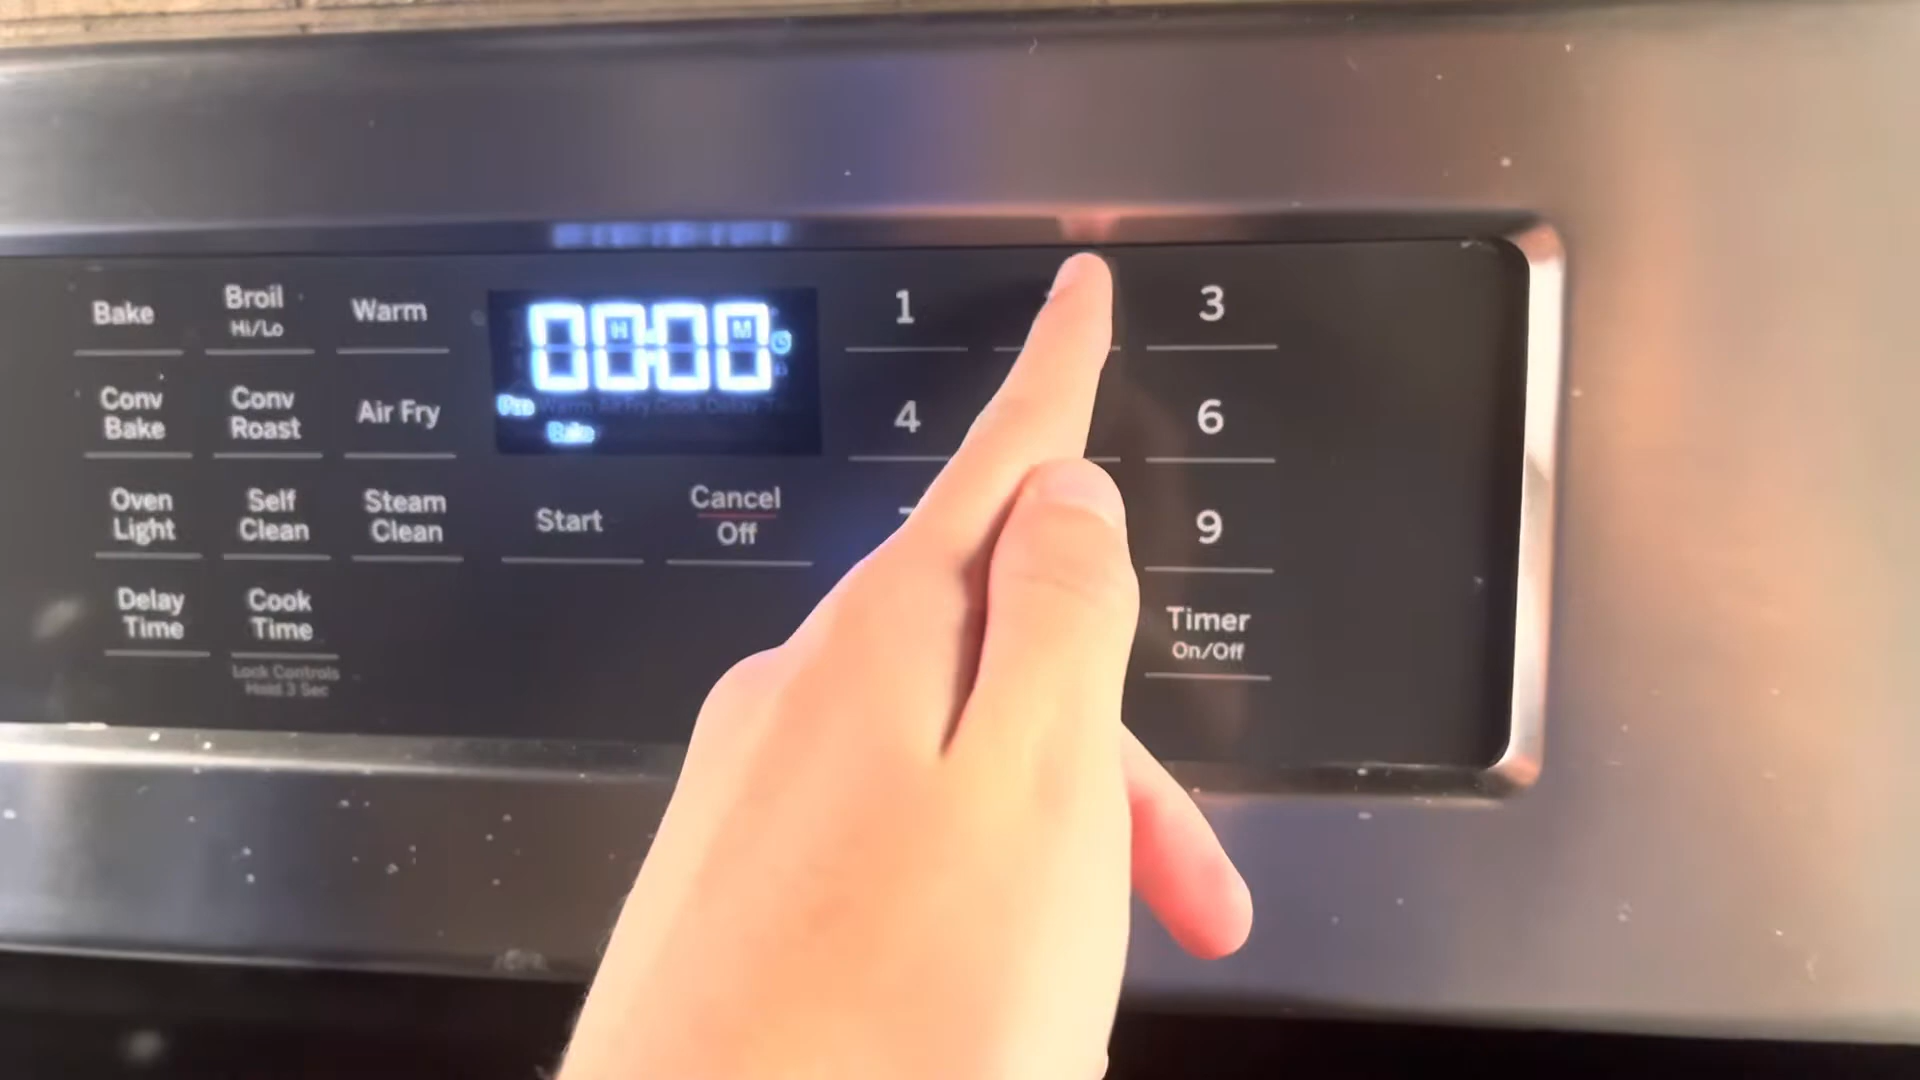 Bake
Broil
Hi/Lo
Warm
Conv
Bake
Conv
Roast
Air Fry
Oven
Light
Self
Clean
Steam
Clean
Delay
Time
Cook
Time
Lock Controls
Hold 3 Sec
00:00
H
M
Pre
Warm Air Fry Cook Delay
Bake
Start
Cancel
Off
1
3
4
6
9
Timer
On/Off